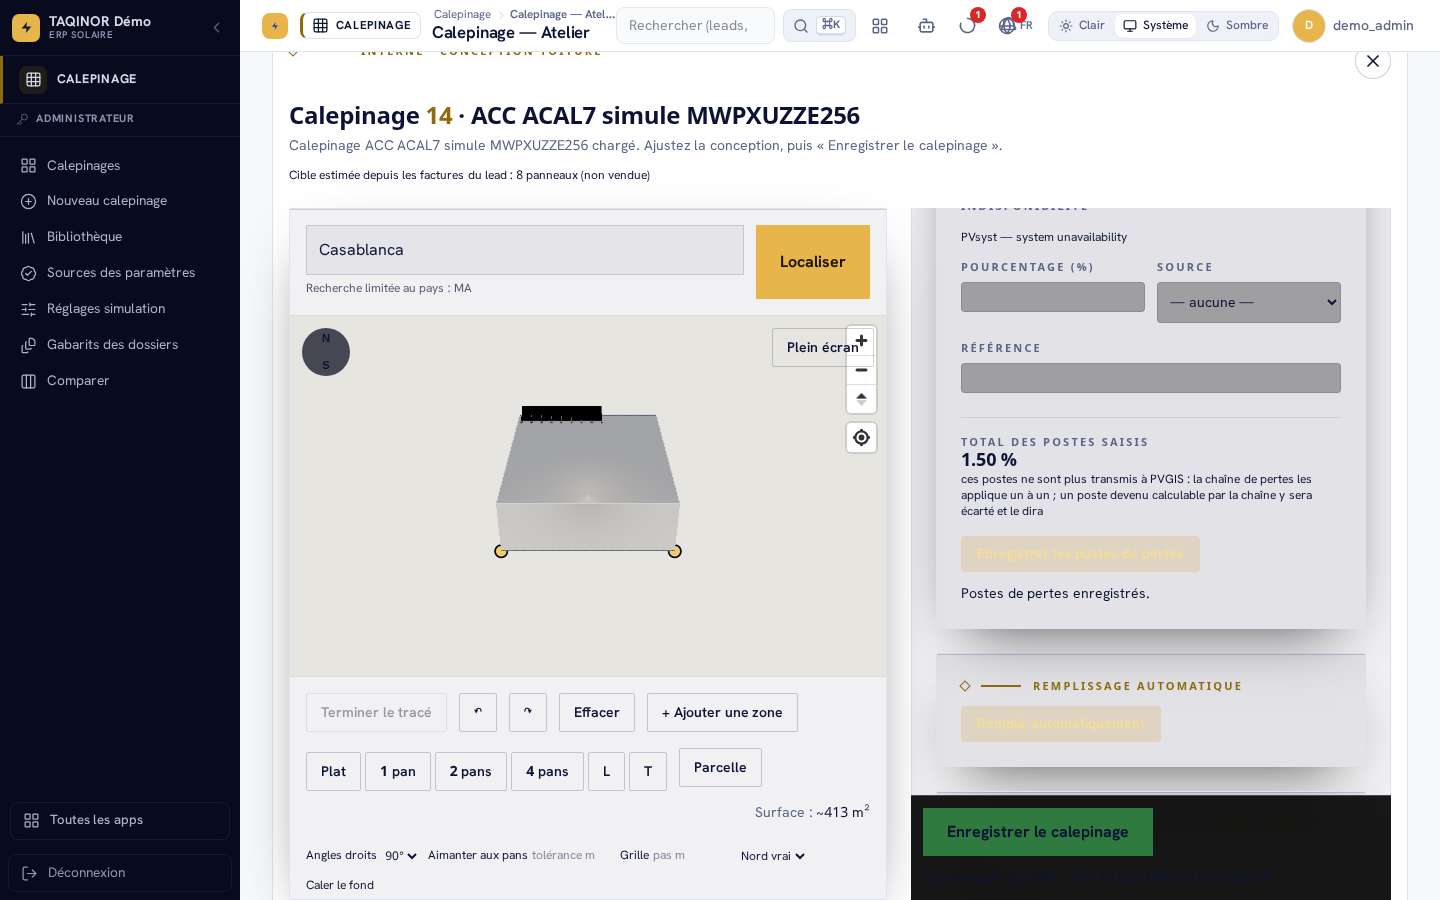 TAQINOR Démo
ERP SOLAIRE
CALEPINAGE
ADMINISTRATEUR
Calepinages
Nouveau calepinage
Bibliothèque
Sources des paramètres
Réglages simulation
Gabarits des dossiers
Comparer
Toutes les apps
Déconnexion
CALEPINAGE
Calepinage
Calepinage — Atel...
Calepinage — Atelier
Rechercher (leads,
⌘K
1
1
FR
Clair
Système
Sombre
D
demo_admin
INTERNE · CONCEPTION TOITURE
Calepinage 14 · ACC ACAL7 simule MWPXUZZE256
Calepinage ACC ACAL7 simule MWPXUZZE256 chargé. Ajustez la conception, puis « Enregistrer le calepinage ».
Cible estimée depuis les factures du lead : 8 panneaux (non vendue)
Casablanca
Localiser
Recherche limitée au pays : MA
N
S
Plein écran
Terminer le tracé
↶
↷
Effacer
+ Ajouter une zone
Plat
1 pan
2 pans
4 pans
L
T
Parcelle
Surface : ~413 m²
Angles droits
90°
Aimanter aux pans
tolérance m
Grille
pas m
Nord vrai
Caler le fond
INDISPONIBILITÉ
PVsyst — system unavailability
POURCENTAGE (%)
SOURCE
— aucune —
RÉFÉRENCE
TOTAL DES POSTES SAISIS
1.50 %
ces postes ne sont plus transmis à PVGIS : la chaîne de pertes les
applique un à un ; un poste devenu calculable par la chaîne y sera
écarté et le dira
Enregistrer les postes de pertes
Postes de pertes enregistrés.
REMPLISSAGE AUTOMATIQUE
Remplir automatiquement
Enregistrer le calepinage